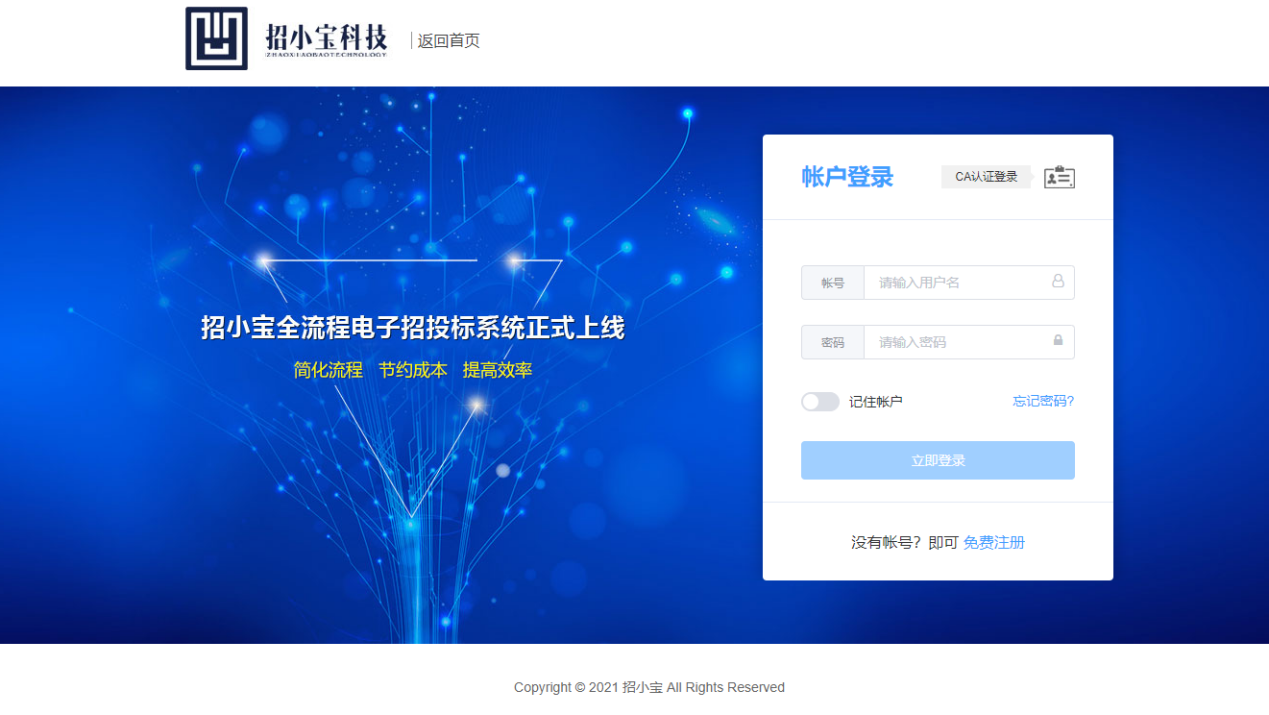 招小宝科技
ZHAOXIAOBAOTECHNOLOGY
返回首页
帐户登录
CA认证登录
帐号
请输入用户名
招小宝全流程电子招投标系统正式上线
密码
请输入密码
简化流程 节约成本 提高效率
记住帐户
忘记密码?
立即登录
没有帐号? 即可 免费注册
Copyright © 2021 招小宝 All Rights Reserved